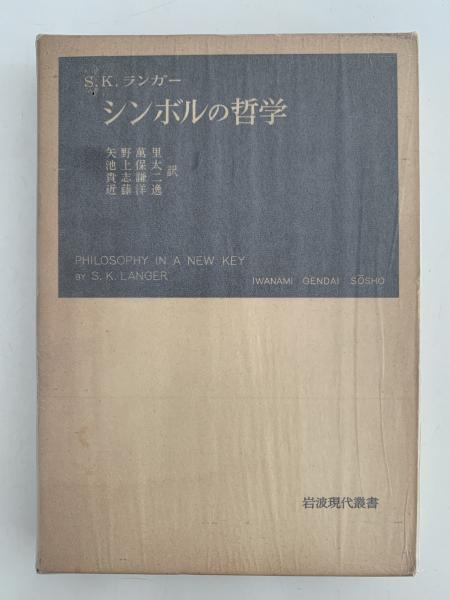 S.K.ランガー
シンボルの哲学
矢野萬里
池上保太
貴志謙二
近藤洋逸
訳
PHILOSOPHY IN A NEW KEY
BY S. K. LANGER
IWANAMI GENDAI SŌSHO
岩波現代叢書